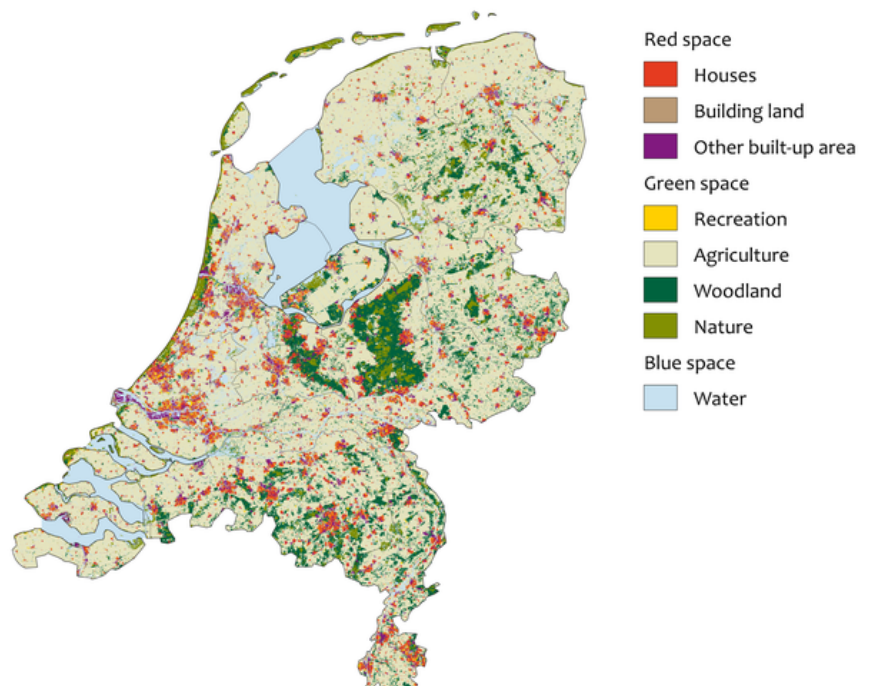 Red space
Houses
Building land
Other built-up area
Green space
Recreation
Agriculture
Woodland
Nature
Blue space
Water